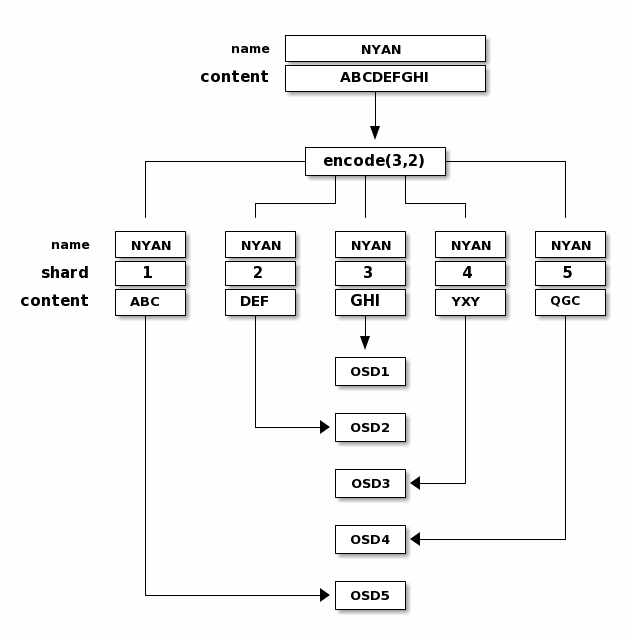 name NYAN
content ABCDEFGHI
encode(3,2)
name NYAN NYAN NYAN NYAN NYAN
shard 1 2 3 4 5
content ABC DEF GHI YXY QGC
OSD1
OSD2
OSD3
OSD4
OSD5